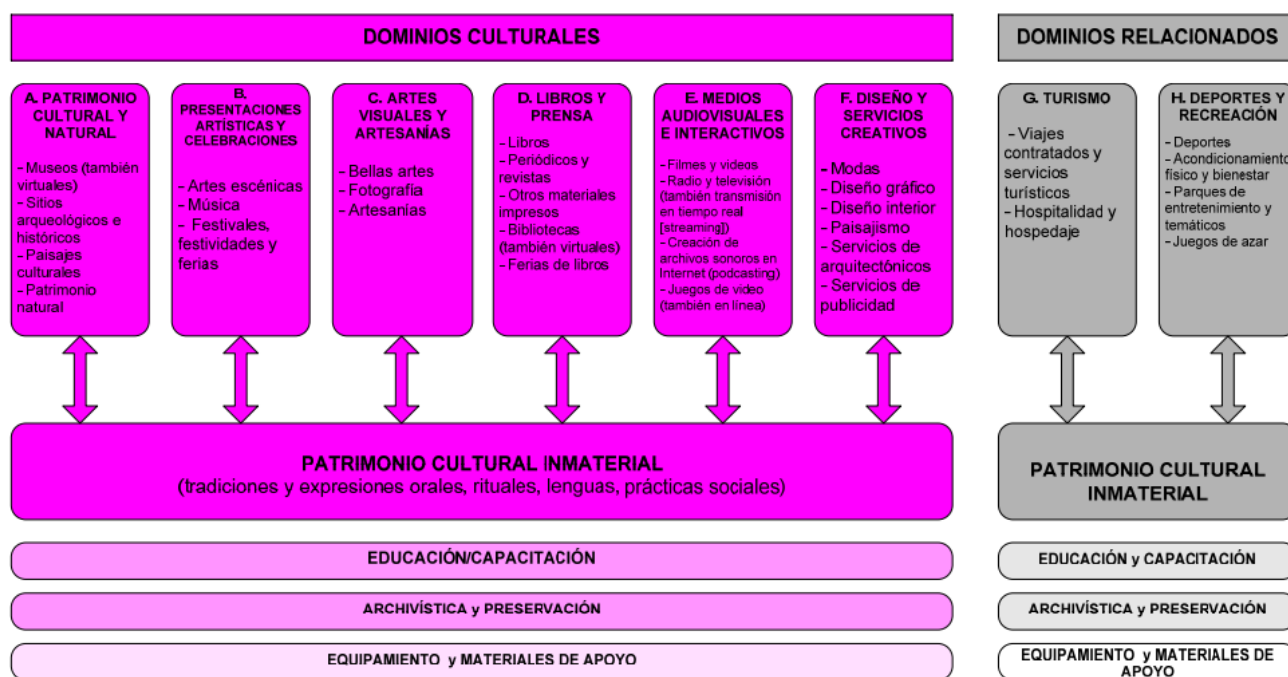 DOMINIOS CULTURALES
DOMINIOS RELACIONADOS
A. PATRIMONIO
CULTURAL Y
NATURAL
– Museos (también
virtuales)
– Sitios
arqueológicos e
históricos
– Paisajes
culturales
– Patrimonio
natural
B.
PRESENTACIONES
ARTÍSTICAS Y
CELEBRACIONES
– Artes escénicas
– Música
– Festivales,
festividades y
ferias
C. ARTES
VISUALES Y
ARTESANÍAS
– Bellas artes
– Fotografía
– Artesanías
D. LIBROS Y
PRENSA
– Libros
– Periódicos y
revistas
– Otros materiales
impresos
– Bibliotecas
(también virtuales)
– Ferias de libros
E. MEDIOS
AUDIOVISUALES
E INTERACTIVOS
– Filmes y videos
– Radio y televisión
(también transmisión
en tiempo real
[streaming])
– Creación de
archivos sonoros en
Internet (podcasting)
– Juegos de video
(también en línea)
F. DISEÑO Y
SERVICIOS
CREATIVOS
– Modas
– Diseño gráfico
– Diseño interior
– Paisajismo
– Servicios de
arquitectónicos
– Servicios de
publicidad
G. TURISMO
– Viajes
contratados y
servicios
turísticos
– Hospitalidad y
hospedaje
H. DEPORTES Y
RECREACIÓN
– Deportes
– Acondicionamiento
físico y bienestar
– Parques de
entretenimiento y
temáticos
– Juegos de azar
PATRIMONIO CULTURAL INMATERIAL
(tradiciones y expresiones orales, rituales, lenguas, prácticas sociales)
PATRIMONIO CULTURAL
INMATERIAL
EDUCACIÓN/CAPACITACIÓN
EDUCACIÓN y CAPACITACIÓN
ARCHIVÍSTICA y PRESERVACIÓN
ARCHIVÍSTICA y PRESERVACIÓN
EQUIPAMIENTO y MATERIALES DE APOYO
EQUIPAMIENTO y MATERIALES DE
APOYO